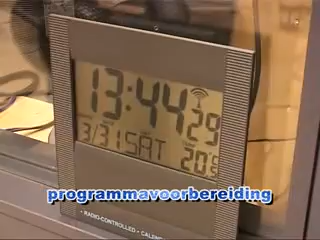 13:44 29
3/31 SAT 20.5°C
programmavoorbereiding
• RADIO-CONTROLLED • CALEN